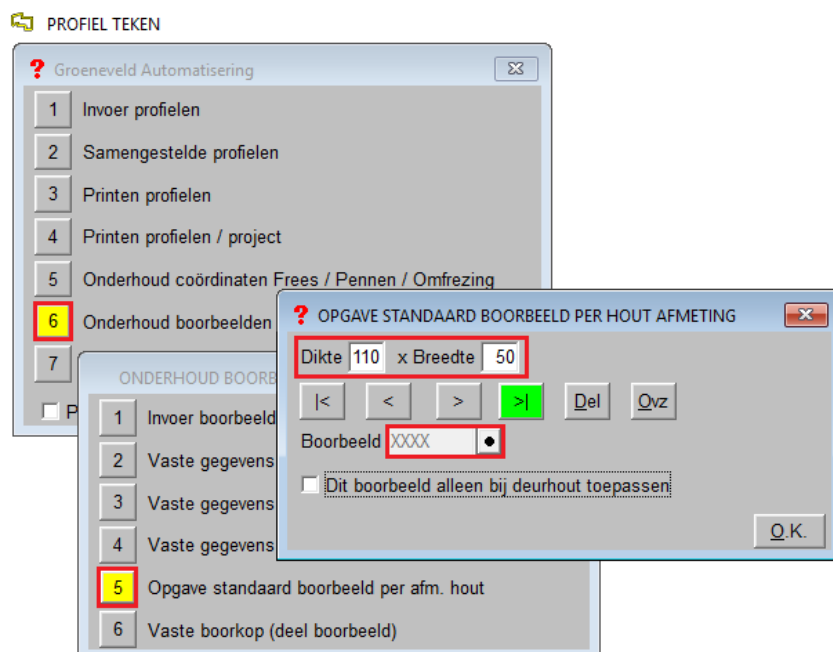 PROFIEL TEKEN
? Groeneveld Automatisering
1 Invoer profielen
2 Samengestelde profielen
3 Printen profielen
4 Printen profielen / project
5 Onderhoud coördinaten Frees / Pennen / Omfrezing
6 Onderhoud boorbeelden
7
P
ONDERHOUD BOORB
1 Invoer boorbeeld
2 Vaste gegevens
3 Vaste gegevens
4 Vaste gegevens
5 Opgave standaard boorbeeld per afm. hout
6 Vaste boorkop (deel boorbeeld)
? OPGAVE STANDAARD BOORBEELD PER HOUT AFMETING
Dikte 110 x Breedte 50
|< < > >| Del Ovz
Boorbeeld XXXX
Dit boorbeeld alleen bij deurhout toepassen
O.K.